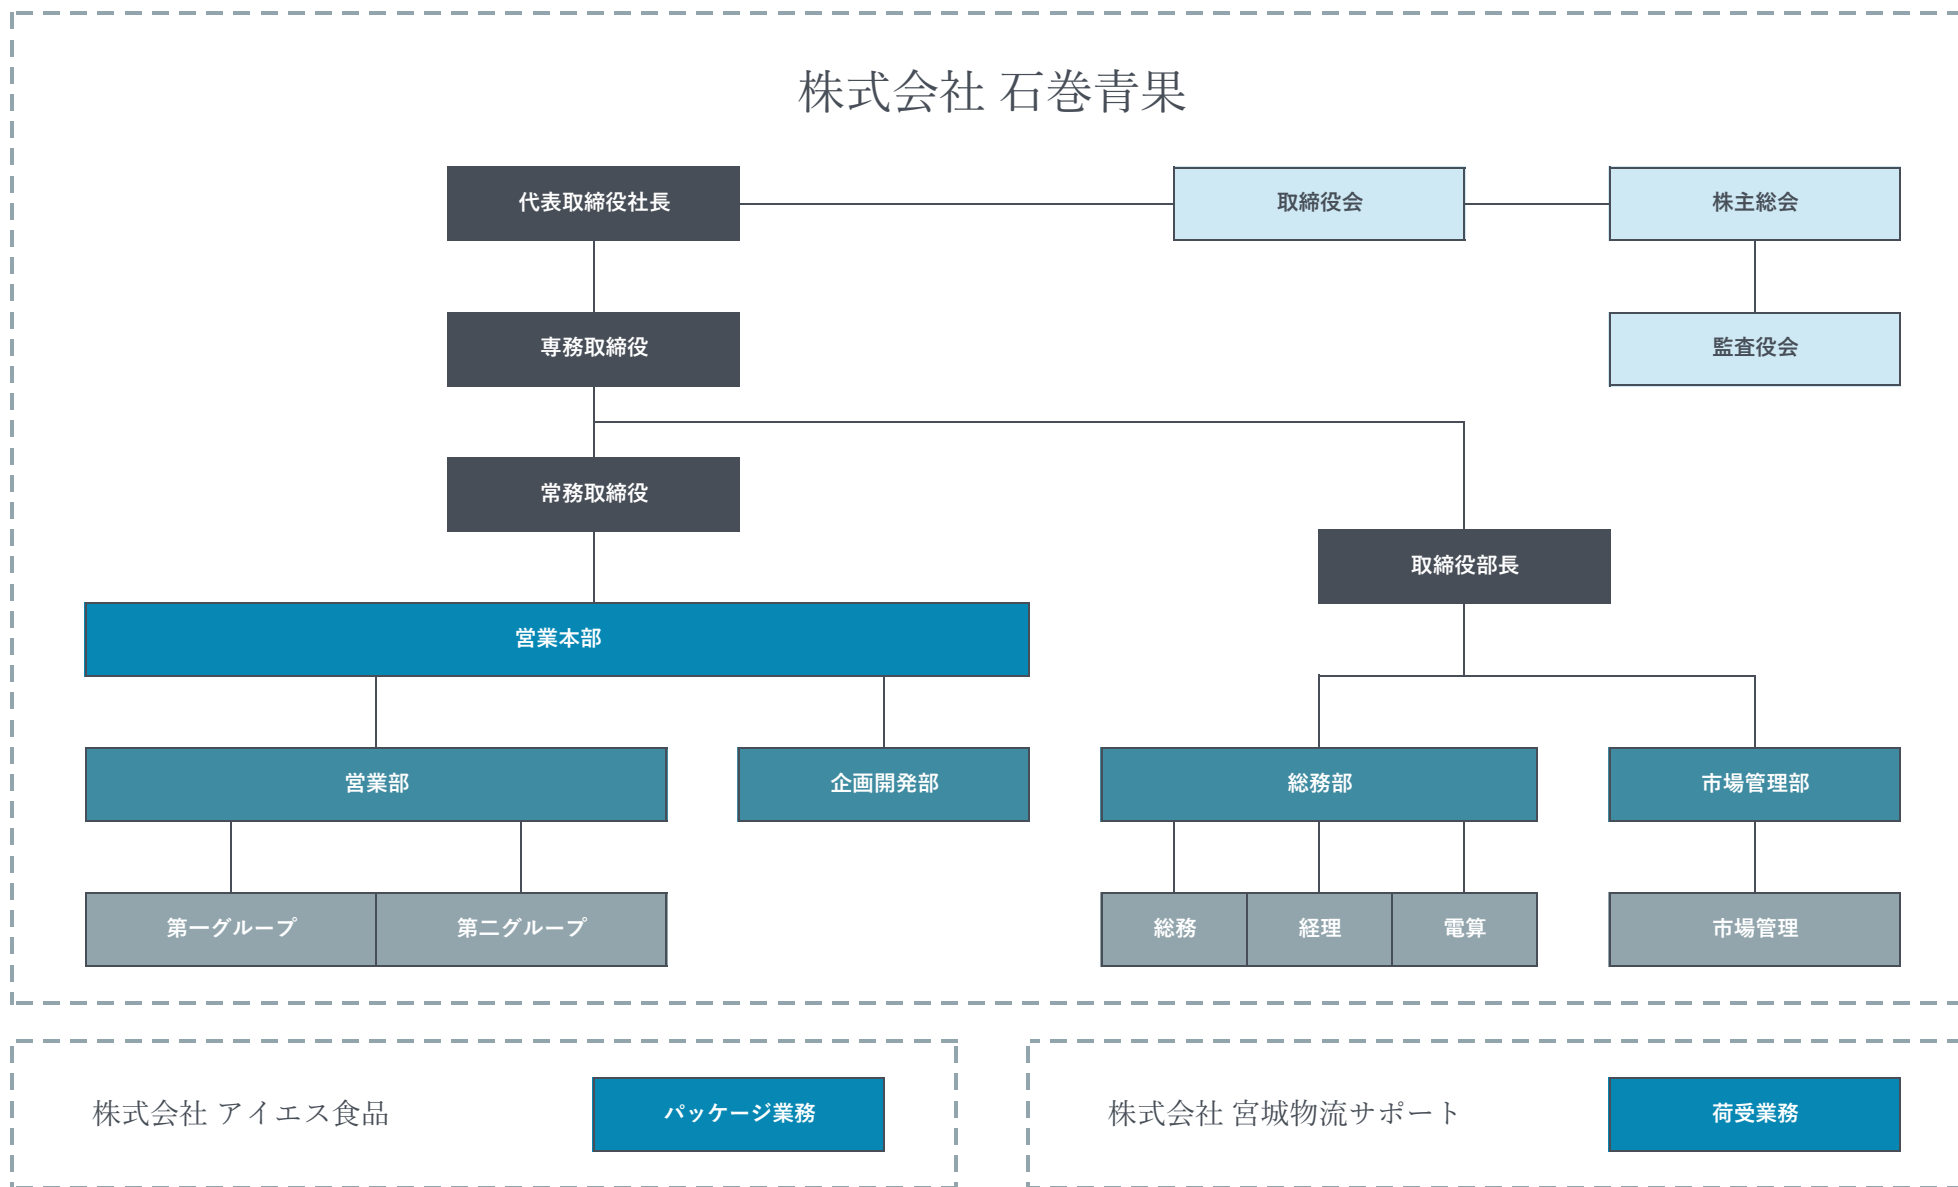 株式会社 石巻青果
代表取締役社長
取締役会
株主総会
専務取締役
監査役会
常務取締役
取締役部長
営業本部
営業部
企画開発部
総務部
市場管理部
第一グループ
第二グループ
総務
経理
電算
市場管理
株式会社 アイエス食品
パッケージ業務
株式会社 宮城物流サポート
荷受業務